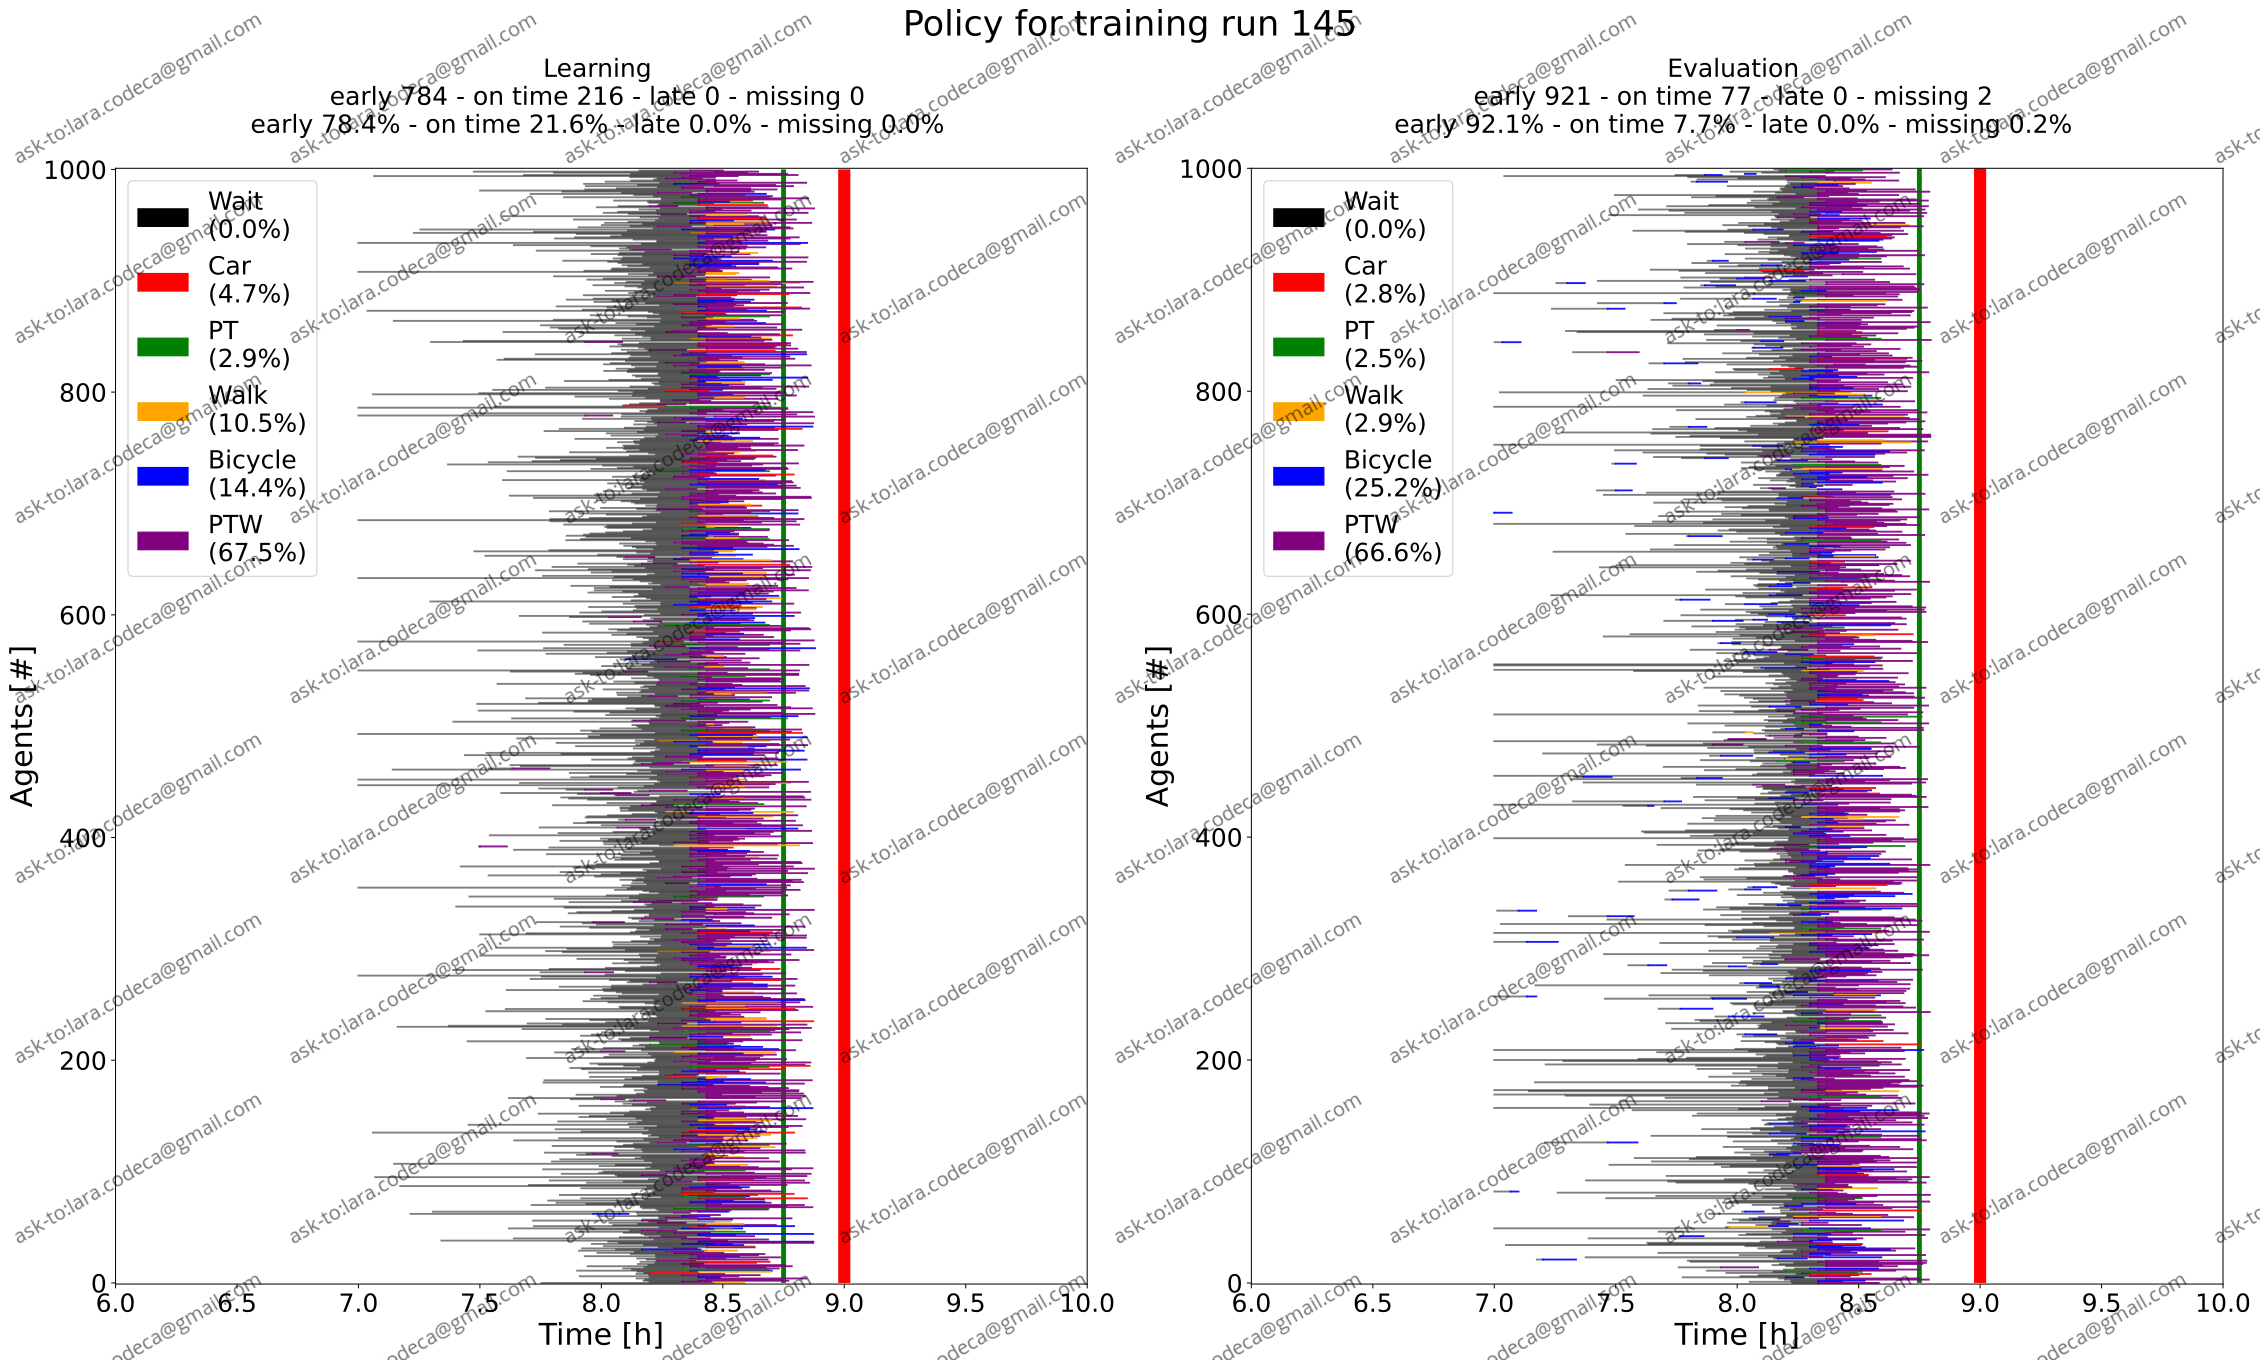 Policy for training run 145
Learning
early 784 - on time 216 - late 0 - missing 0
early 78.4% - on time 21.6% - late 0.0% - missing 0.0%
Wait
(0.0%)
Car
(4.7%)
PT
(2.9%)
Walk
(10.5%)
Bicycle
(14.4%)
PTW
(67.5%)
Agents [#]
1000
800
600
400
200
0
6.0 6.5 7.0 7.5 8.0 8.5 9.0 9.5 10.0
Time [h]
Evaluation
early 921 - on time 77 - late 0 - missing 2
early 92.1% - on time 7.7% - late 0.0% - missing 0.2%
Wait
(0.0%)
Car
(2.8%)
PT
(2.5%)
Walk
(2.9%)
Bicycle
(25.2%)
PTW
(66.6%)
Agents [#]
1000
800
600
400
200
0
6.0 6.5 7.0 7.5 8.0 8.5 9.0 9.5 10.0
Time [h]
ask-to:lara.codeca@gmail.com